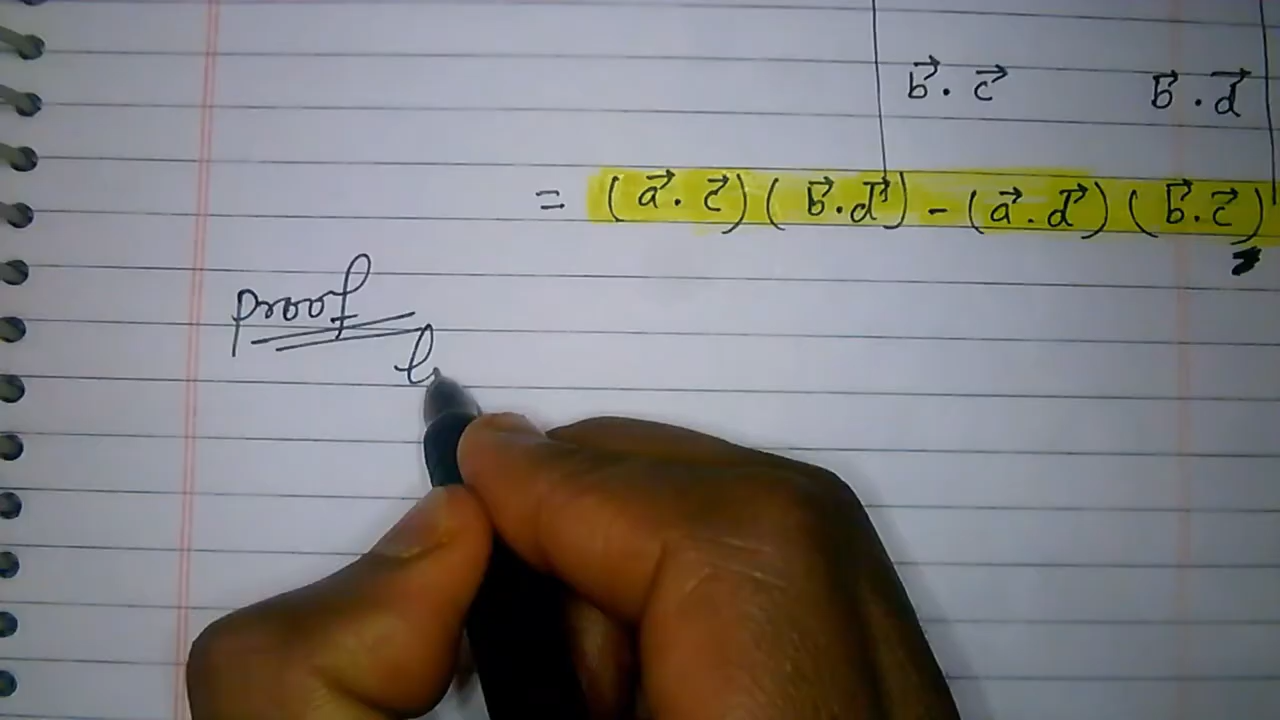 b⃗ . c⃗ b⃗ . d⃗
= (a⃗ . c⃗) ( b⃗ . d⃗) - (a⃗ . d⃗) ( b⃗ . c⃗)
proof